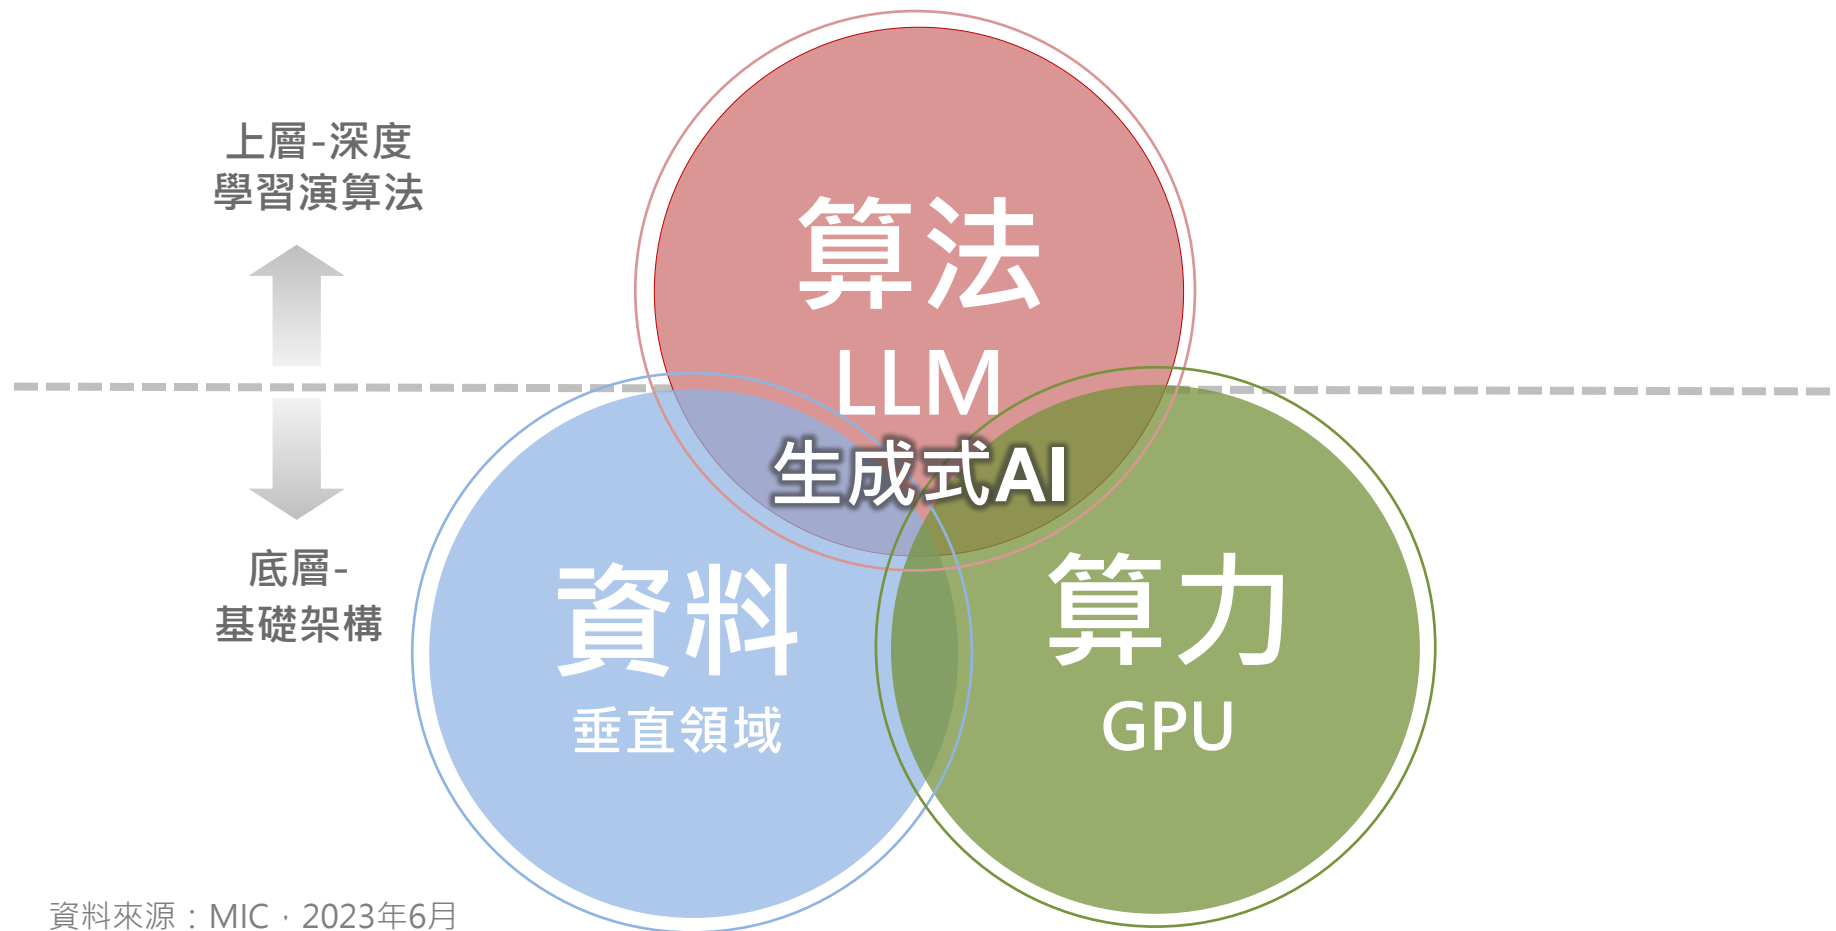 上層-深度
學習演算法
算法
LLM
生成式AI
底層-
基礎架構
資料
垂直領域
算力
GPU
資料來源：MIC，2023年6月